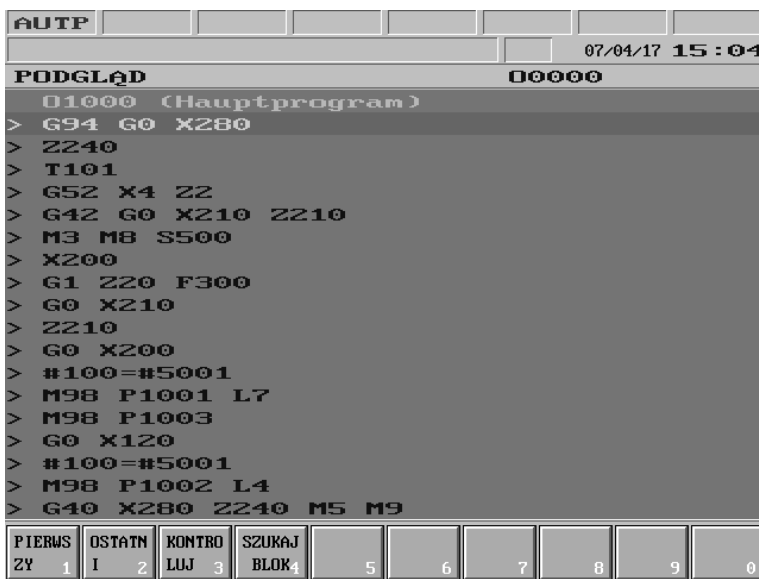 AUTP
07/04/17 15:04
PODGLĄD O0000
O1000 (Hauptprogram)
> G94 G0 X280
> Z240
> T101
> G52 X4 Z2
> G42 G0 X210 Z210
> M3 M8 S500
> X200
> G1 Z20 F300
> G0 X210
> Z210
> G0 X200
> #100=#5001
> M98 P1001 L7
> M98 P1003
> G0 X120
> #100=#5001
> M98 P1002 L4
> G40 X280 Z240 M5 M9
PIERWS OSTATN KONTRO SZUKAJ
ZY 1 I 2 LUJ 3 BLOK4 5 6 7 8 9 0